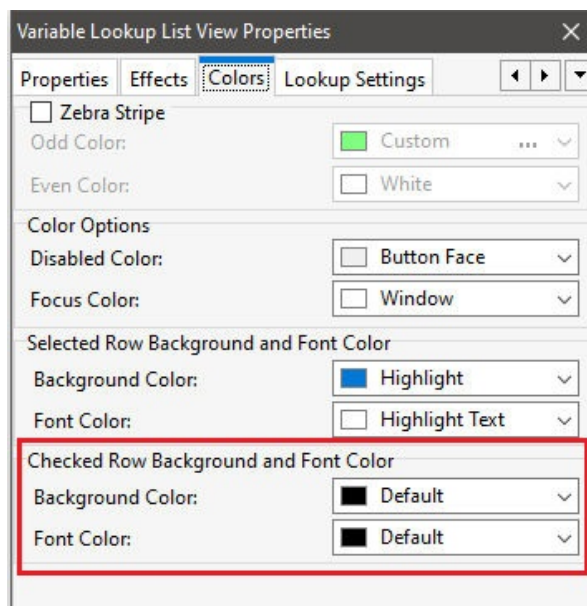 Variable Lookup List View Properties
Properties Effects Colors Lookup Settings
Zebra Stripe
Odd Color: Custom ...
Even Color: White
Color Options
Disabled Color: Button Face
Focus Color: Window
Selected Row Background and Font Color
Background Color: Highlight
Font Color: Highlight Text
Checked Row Background and Font Color
Background Color: Default
Font Color: Default